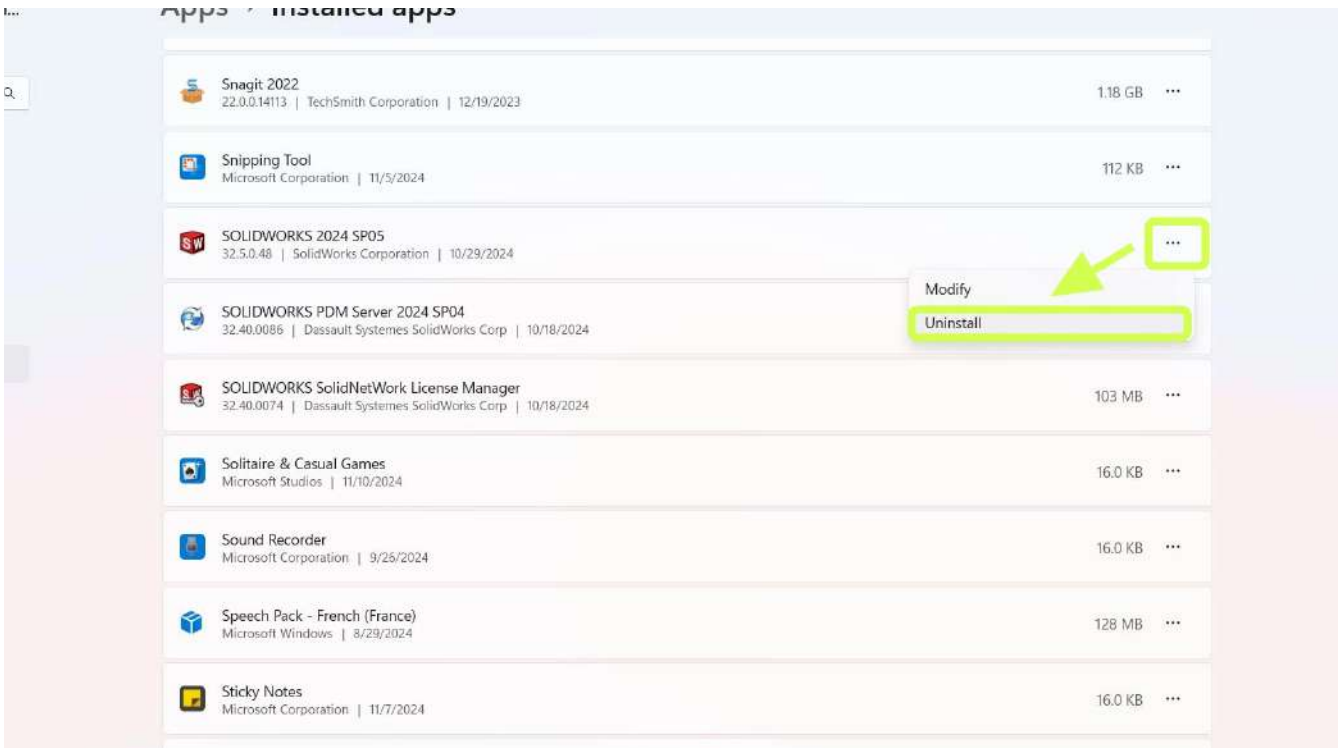 Apps > Installed apps
Snagit 2022
22.0.0.14113 | TechSmith Corporation | 12/19/2023
1.18 GB
Snipping Tool
Microsoft Corporation | 11/5/2024
112 KB
SOLIDWORKS 2024 SP05
32.5.0.48 | SolidWorks Corporation | 10/29/2024
Modify
Uninstall
SOLIDWORKS PDM Server 2024 SP04
32.40.0086 | Dassault Systemes SolidWorks Corp | 10/18/2024
SOLIDWORKS SolidNetWork License Manager
32.40.0074 | Dassault Systemes SolidWorks Corp | 10/18/2024
103 MB
Solitaire & Casual Games
Microsoft Studios | 11/10/2024
16.0 KB
Sound Recorder
Microsoft Corporation | 9/26/2024
16.0 KB
Speech Pack - French (France)
Microsoft Windows | 8/29/2024
128 MB
Sticky Notes
Microsoft Corporation | 11/7/2024
16.0 KB